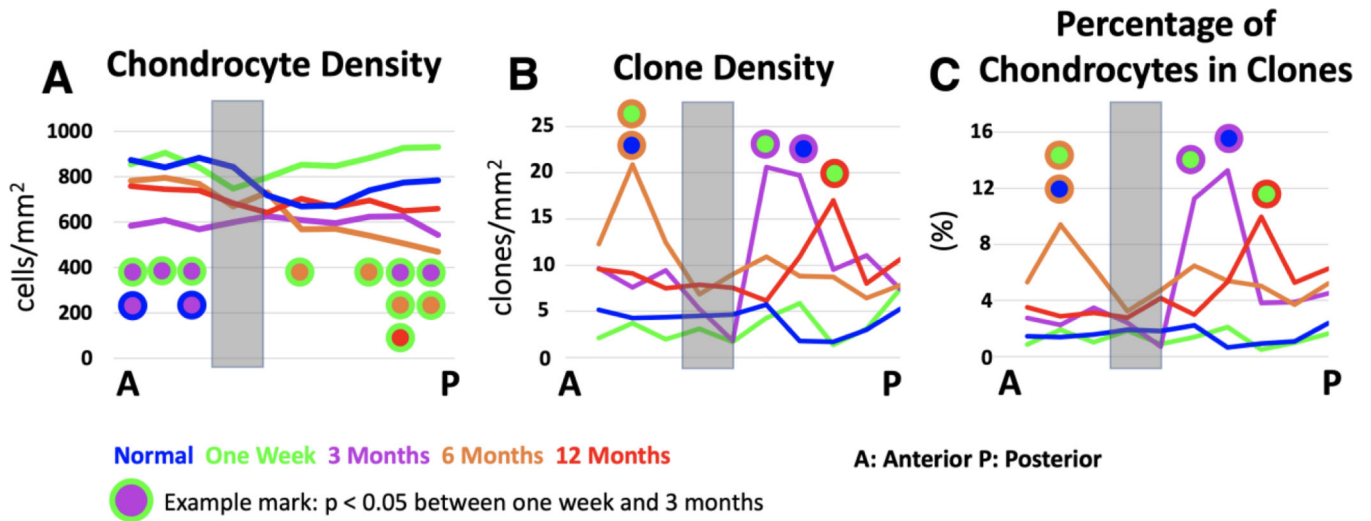 A Chondrocyte Density
cells/mm²
1000
800
600
400
200
0
A P
B Clone Density
clones/mm²
25
20
15
10
5
0
A P
C Percentage of
Chondrocytes in Clones
(%)
16
12
8
4
0
A P
Normal One Week 3 Months 6 Months 12 Months
A: Anterior P: Posterior
Example mark: p < 0.05 between one week and 3 months